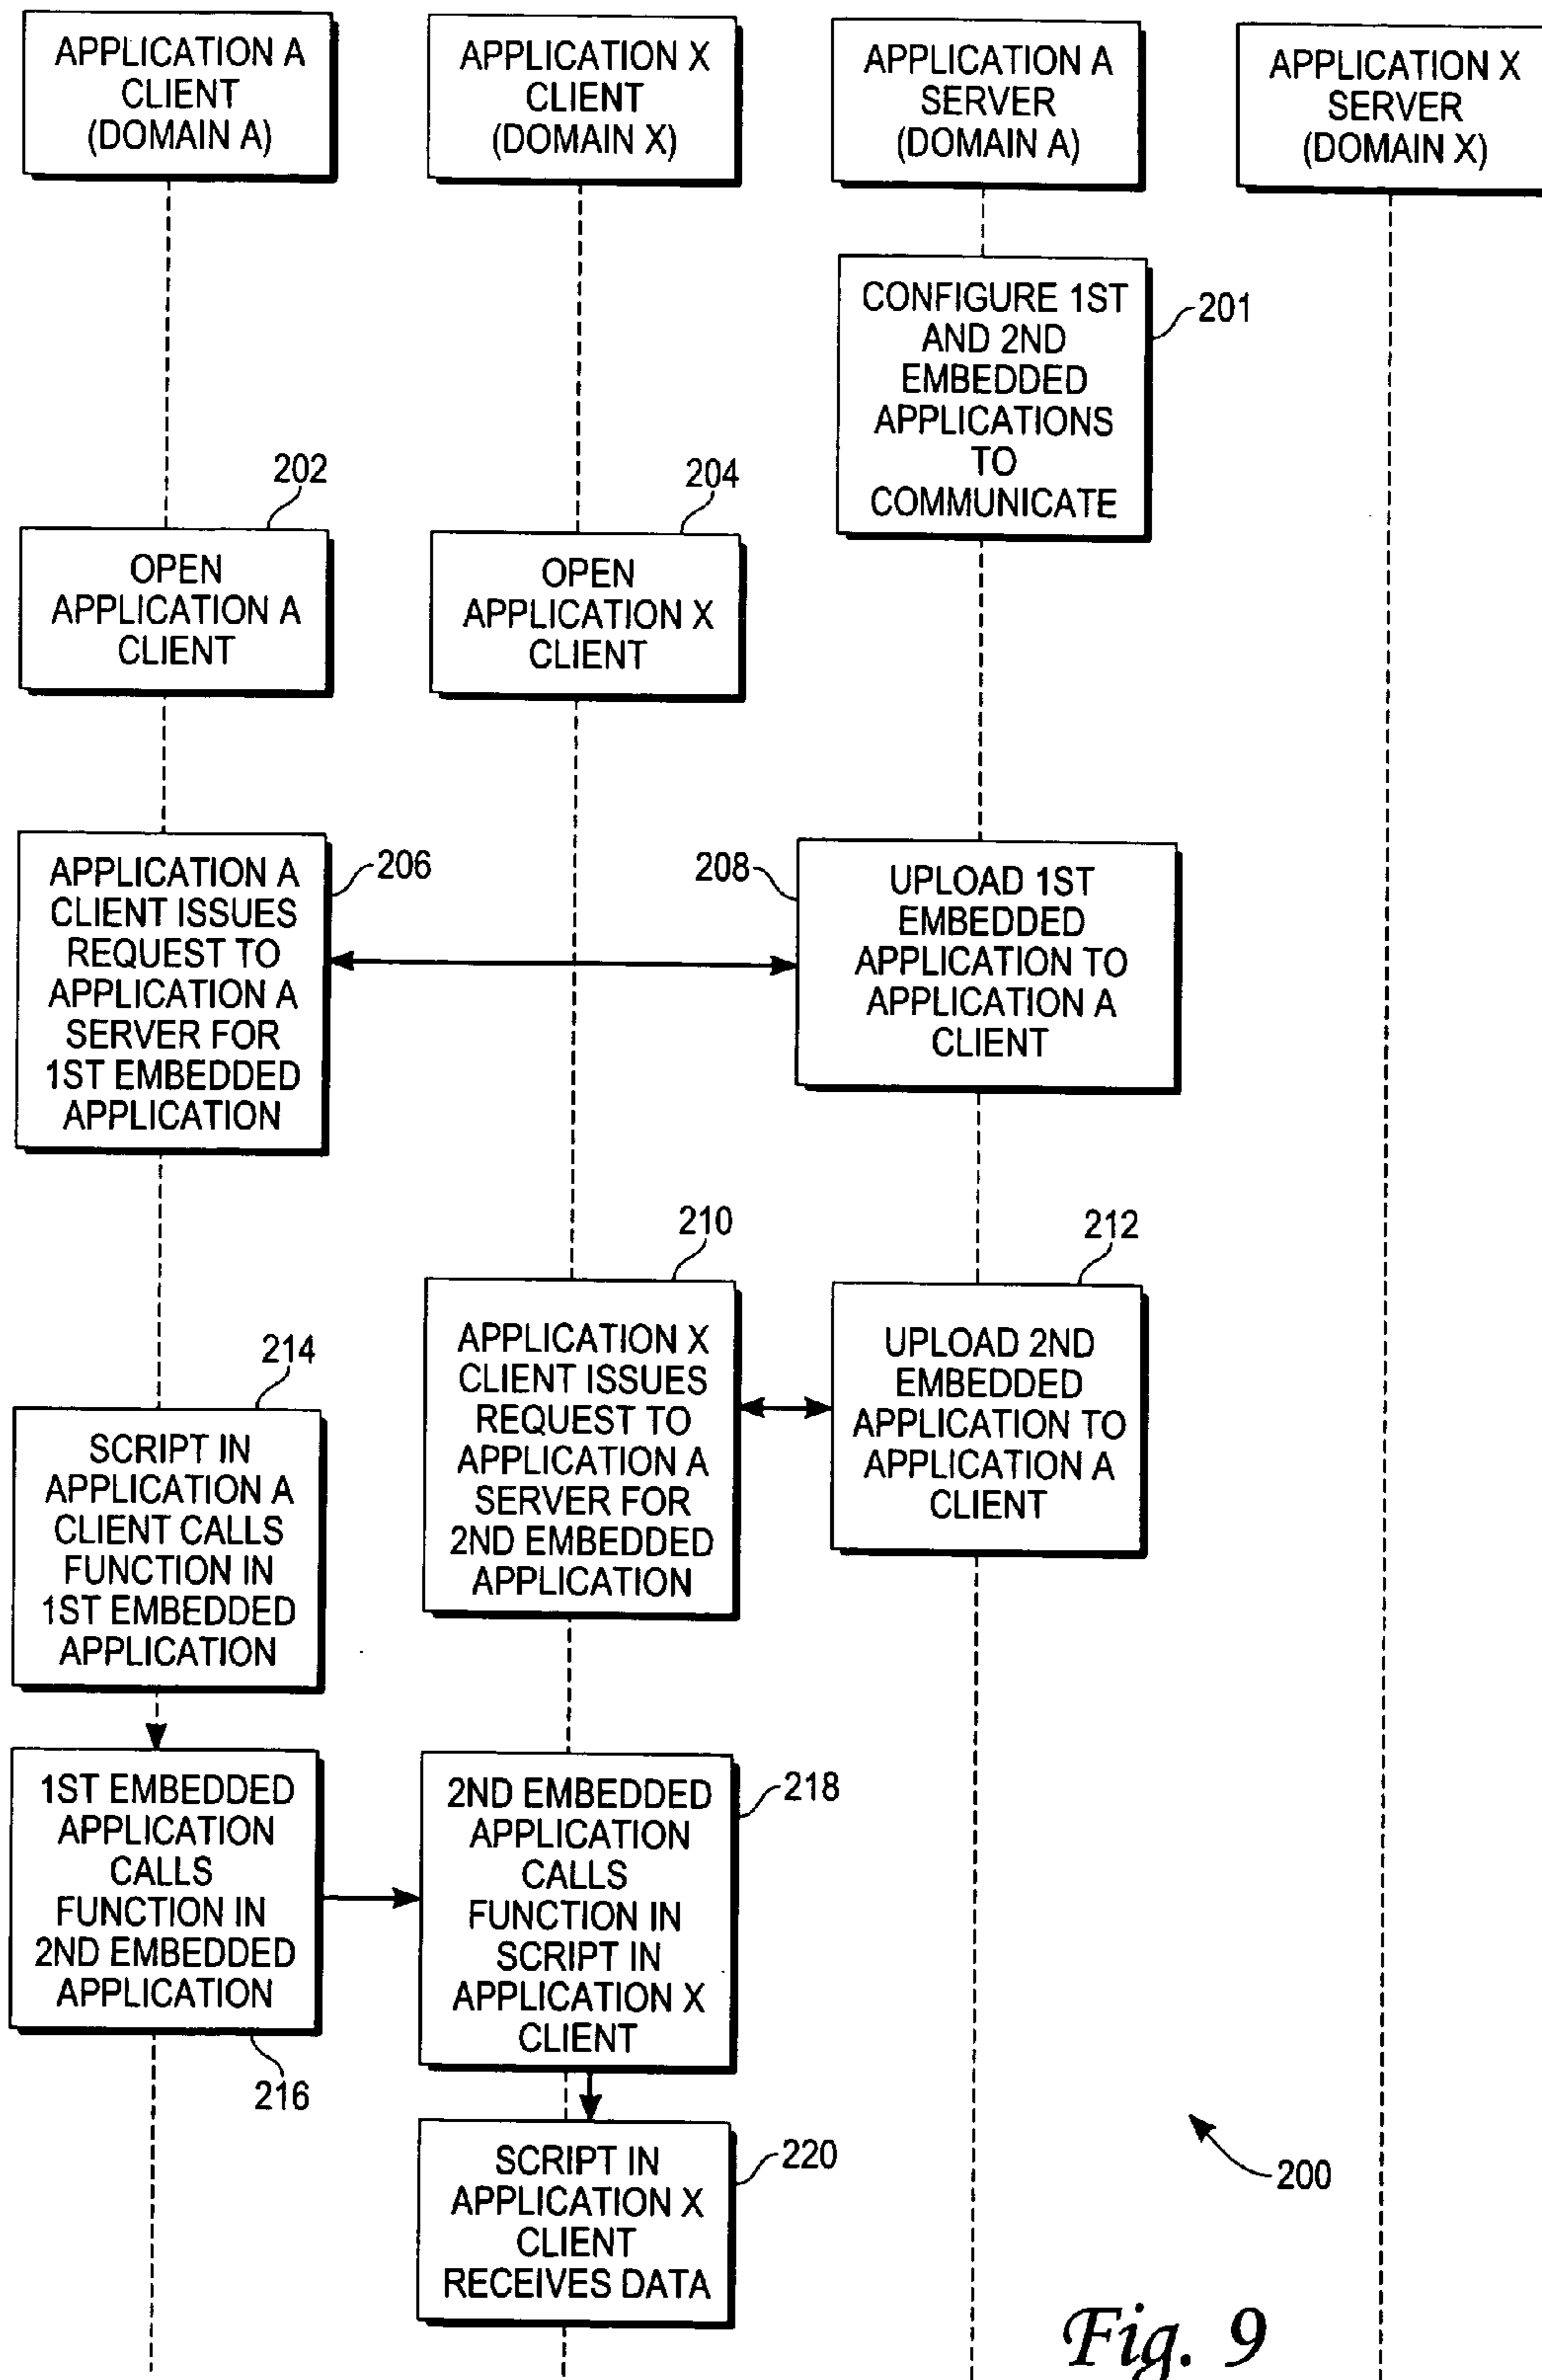 APPLICATION A
CLIENT
(DOMAIN A)
APPLICATION X
CLIENT
(DOMAIN X)
APPLICATION A
SERVER
(DOMAIN A)
APPLICATION X
SERVER
(DOMAIN X)
CONFIGURE 1ST
AND 2ND
EMBEDDED
APPLICATIONS
TO
COMMUNICATE
201
202
OPEN
APPLICATION A
CLIENT
204
OPEN
APPLICATION X
CLIENT
APPLICATION A
CLIENT ISSUES
REQUEST TO
APPLICATION A
SERVER FOR
1ST EMBEDDED
APPLICATION
206
208
UPLOAD 1ST
EMBEDDED
APPLICATION TO
APPLICATION A
CLIENT
210
APPLICATION X
CLIENT ISSUES
REQUEST TO
APPLICATION A
SERVER FOR
2ND EMBEDDED
APPLICATION
212
UPLOAD 2ND
EMBEDDED
APPLICATION TO
APPLICATION A
CLIENT
214
SCRIPT IN
APPLICATION A
CLIENT CALLS
FUNCTION IN
1ST EMBEDDED
APPLICATION
1ST EMBEDDED
APPLICATION
CALLS
FUNCTION IN
2ND EMBEDDED
APPLICATION
216
2ND EMBEDDED
APPLICATION
CALLS
FUNCTION IN
SCRIPT IN
APPLICATION X
CLIENT
218
SCRIPT IN
APPLICATION X
CLIENT
RECEIVES DATA
220
200
Fig. 9